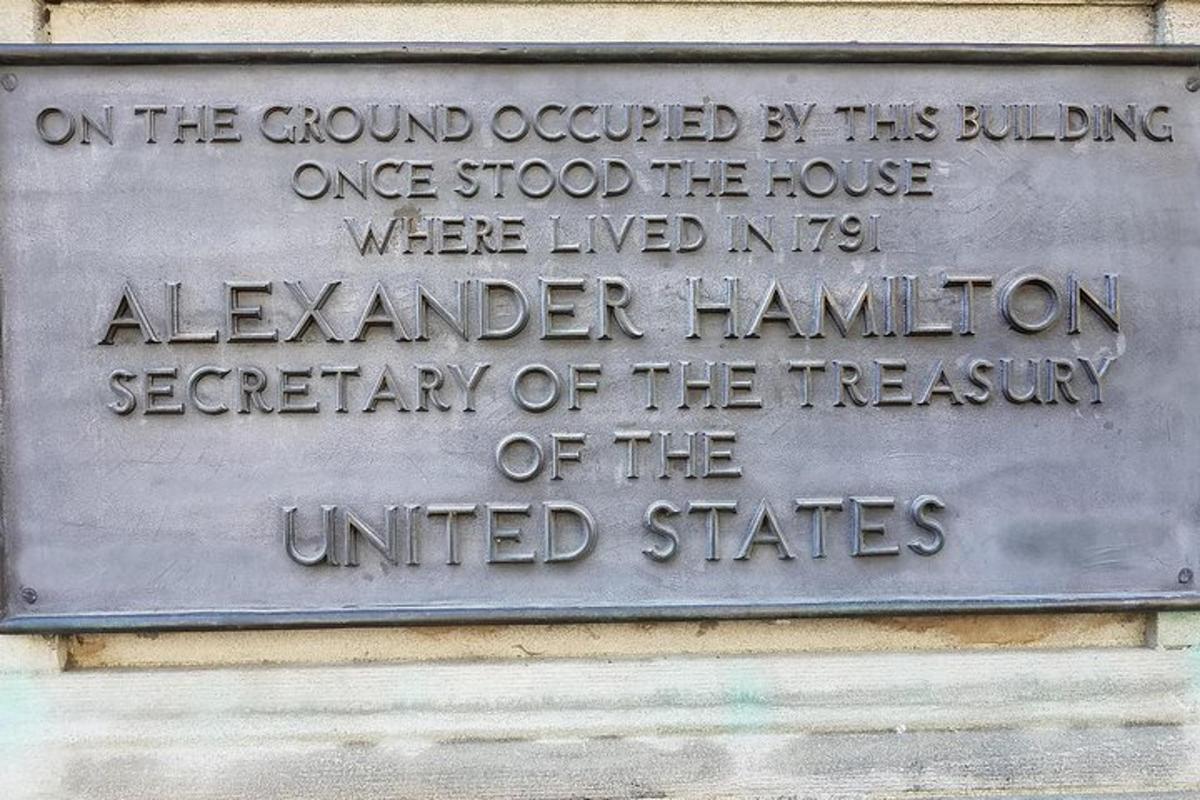 ON THE GROUND OCCUPIED BY THIS BUILDING
ONCE STOOD THE HOUSE
WHERE LIVED IN 1791
ALEXANDER HAMILTON
SECRETARY OF THE TREASURY
OF THE
UNITED STATES